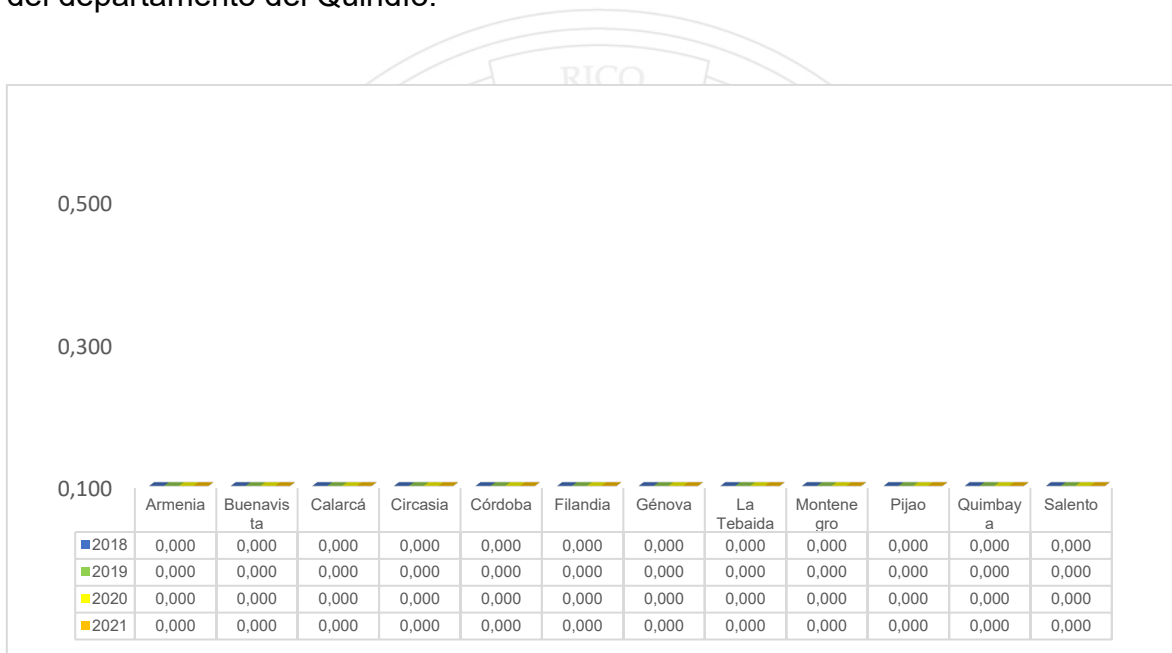 del departamento del Quindío.
RICO
0,500
0,300
0,100
Armenia Buenavis Calarcá Circasia Córdoba Filandia Génova La Montene Pijao Quimbay Salento
ta Tebaida gro a
2018 0,000 0,000 0,000 0,000 0,000 0,000 0,000 0,000 0,000 0,000 0,000 0,000
2019 0,000 0,000 0,000 0,000 0,000 0,000 0,000 0,000 0,000 0,000 0,000 0,000
2020 0,000 0,000 0,000 0,000 0,000 0,000 0,000 0,000 0,000 0,000 0,000 0,000
2021 0,000 0,000 0,000 0,000 0,000 0,000 0,000 0,000 0,000 0,000 0,000 0,000